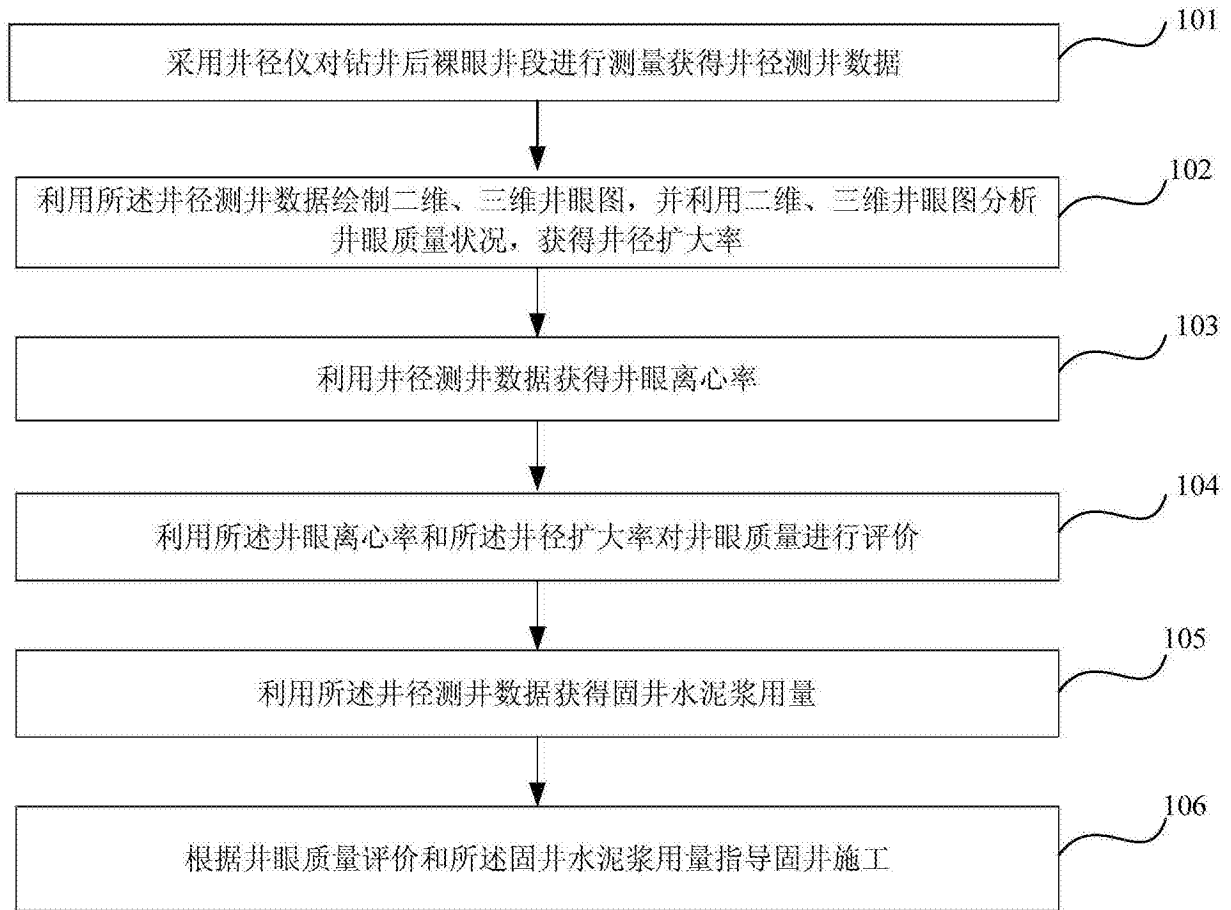 101
采用井径仪对钻井后裸眼井段进行测量获得井径测井数据
102
利用所述井径测井数据绘制二维、三维井眼图，并利用二维、三维井眼图分析
井眼质量状况，获得井径扩大率
103
利用井径测井数据获得井眼离心率
104
利用所述井眼离心率和所述井径扩大率对井眼质量进行评价
105
利用所述井径测井数据获得固井水泥浆用量
106
根据井眼质量评价和所述固井水泥浆用量指导固井施工